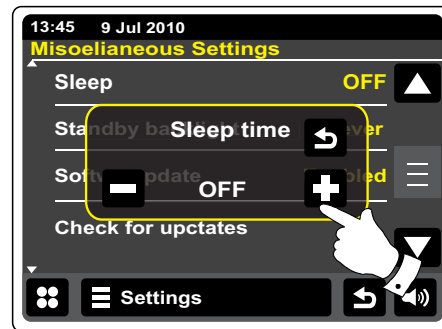 13:45 9 Jul 2010
Misoelianeous Settings
Sleep OFF
Sleep time
OFF
Check for upctates
Settings